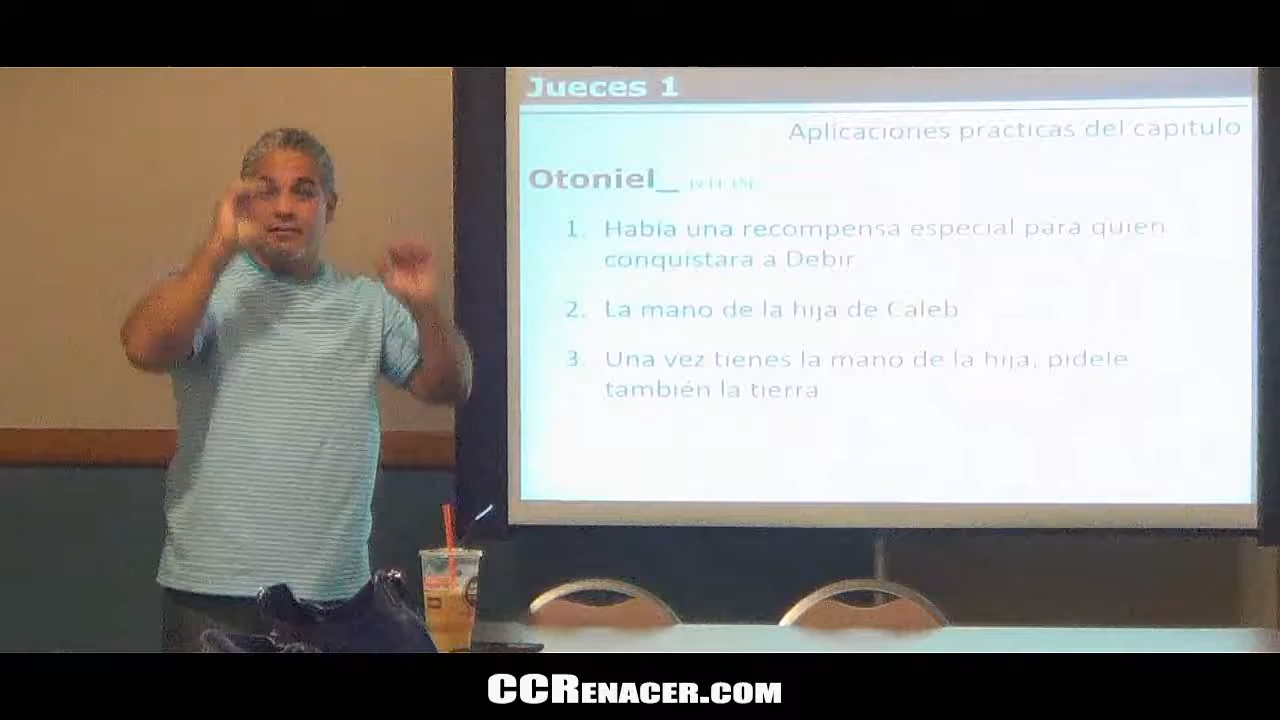 Jueces 1
Aplicaciones practicas del capitulo
Otoniel_
1. Había una recompensa especial para quien
conquistara a Debir
2. La mano de la hija de Caleb
3. Una vez tienes la mano de la hija, pidele
también la tierra
CCRENACER.COM